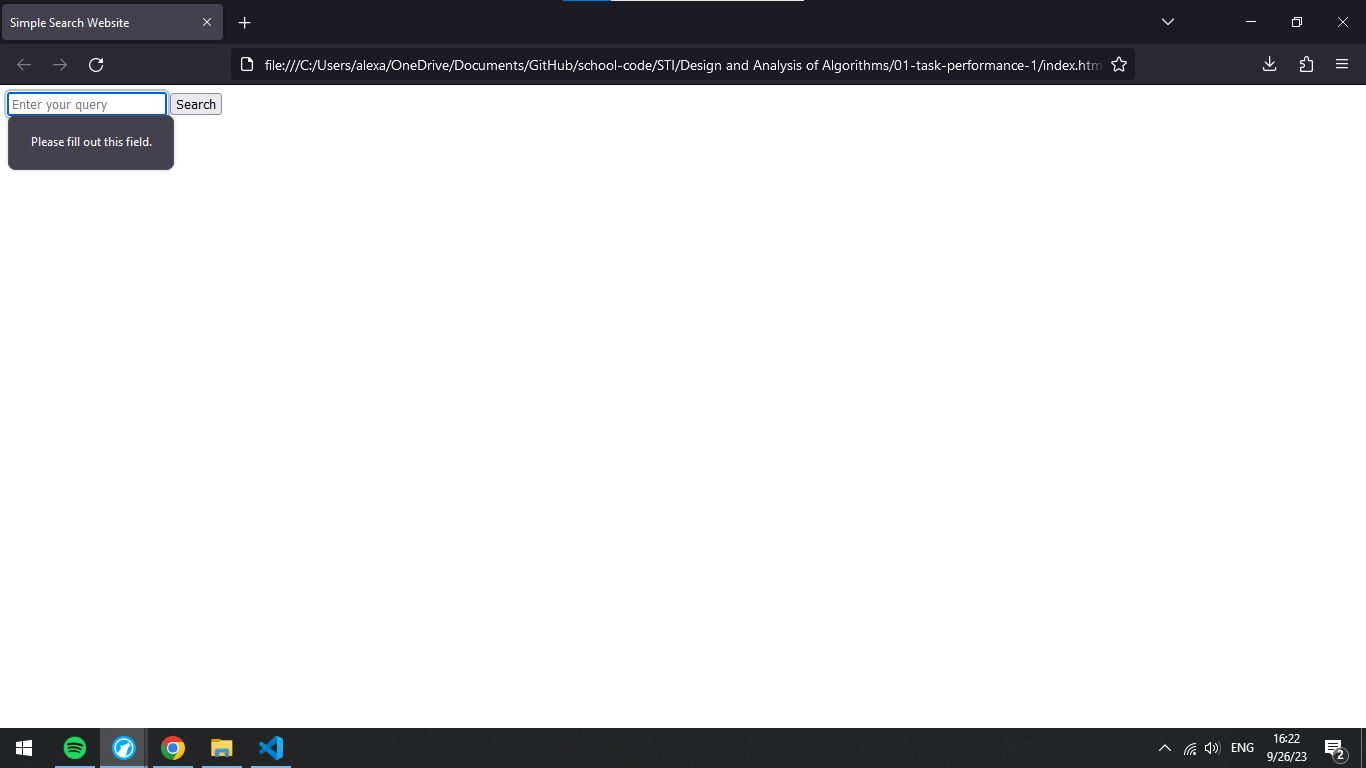 Simple Search Website
file:///C:/Users/alexa/OneDrive/Documents/GitHub/school-code/STI/Design and Analysis of Algorithms/01-task-performance-1/index.htm
Enter your query
Search
Please fill out this field.
ENG
16:22
9/26/23
2